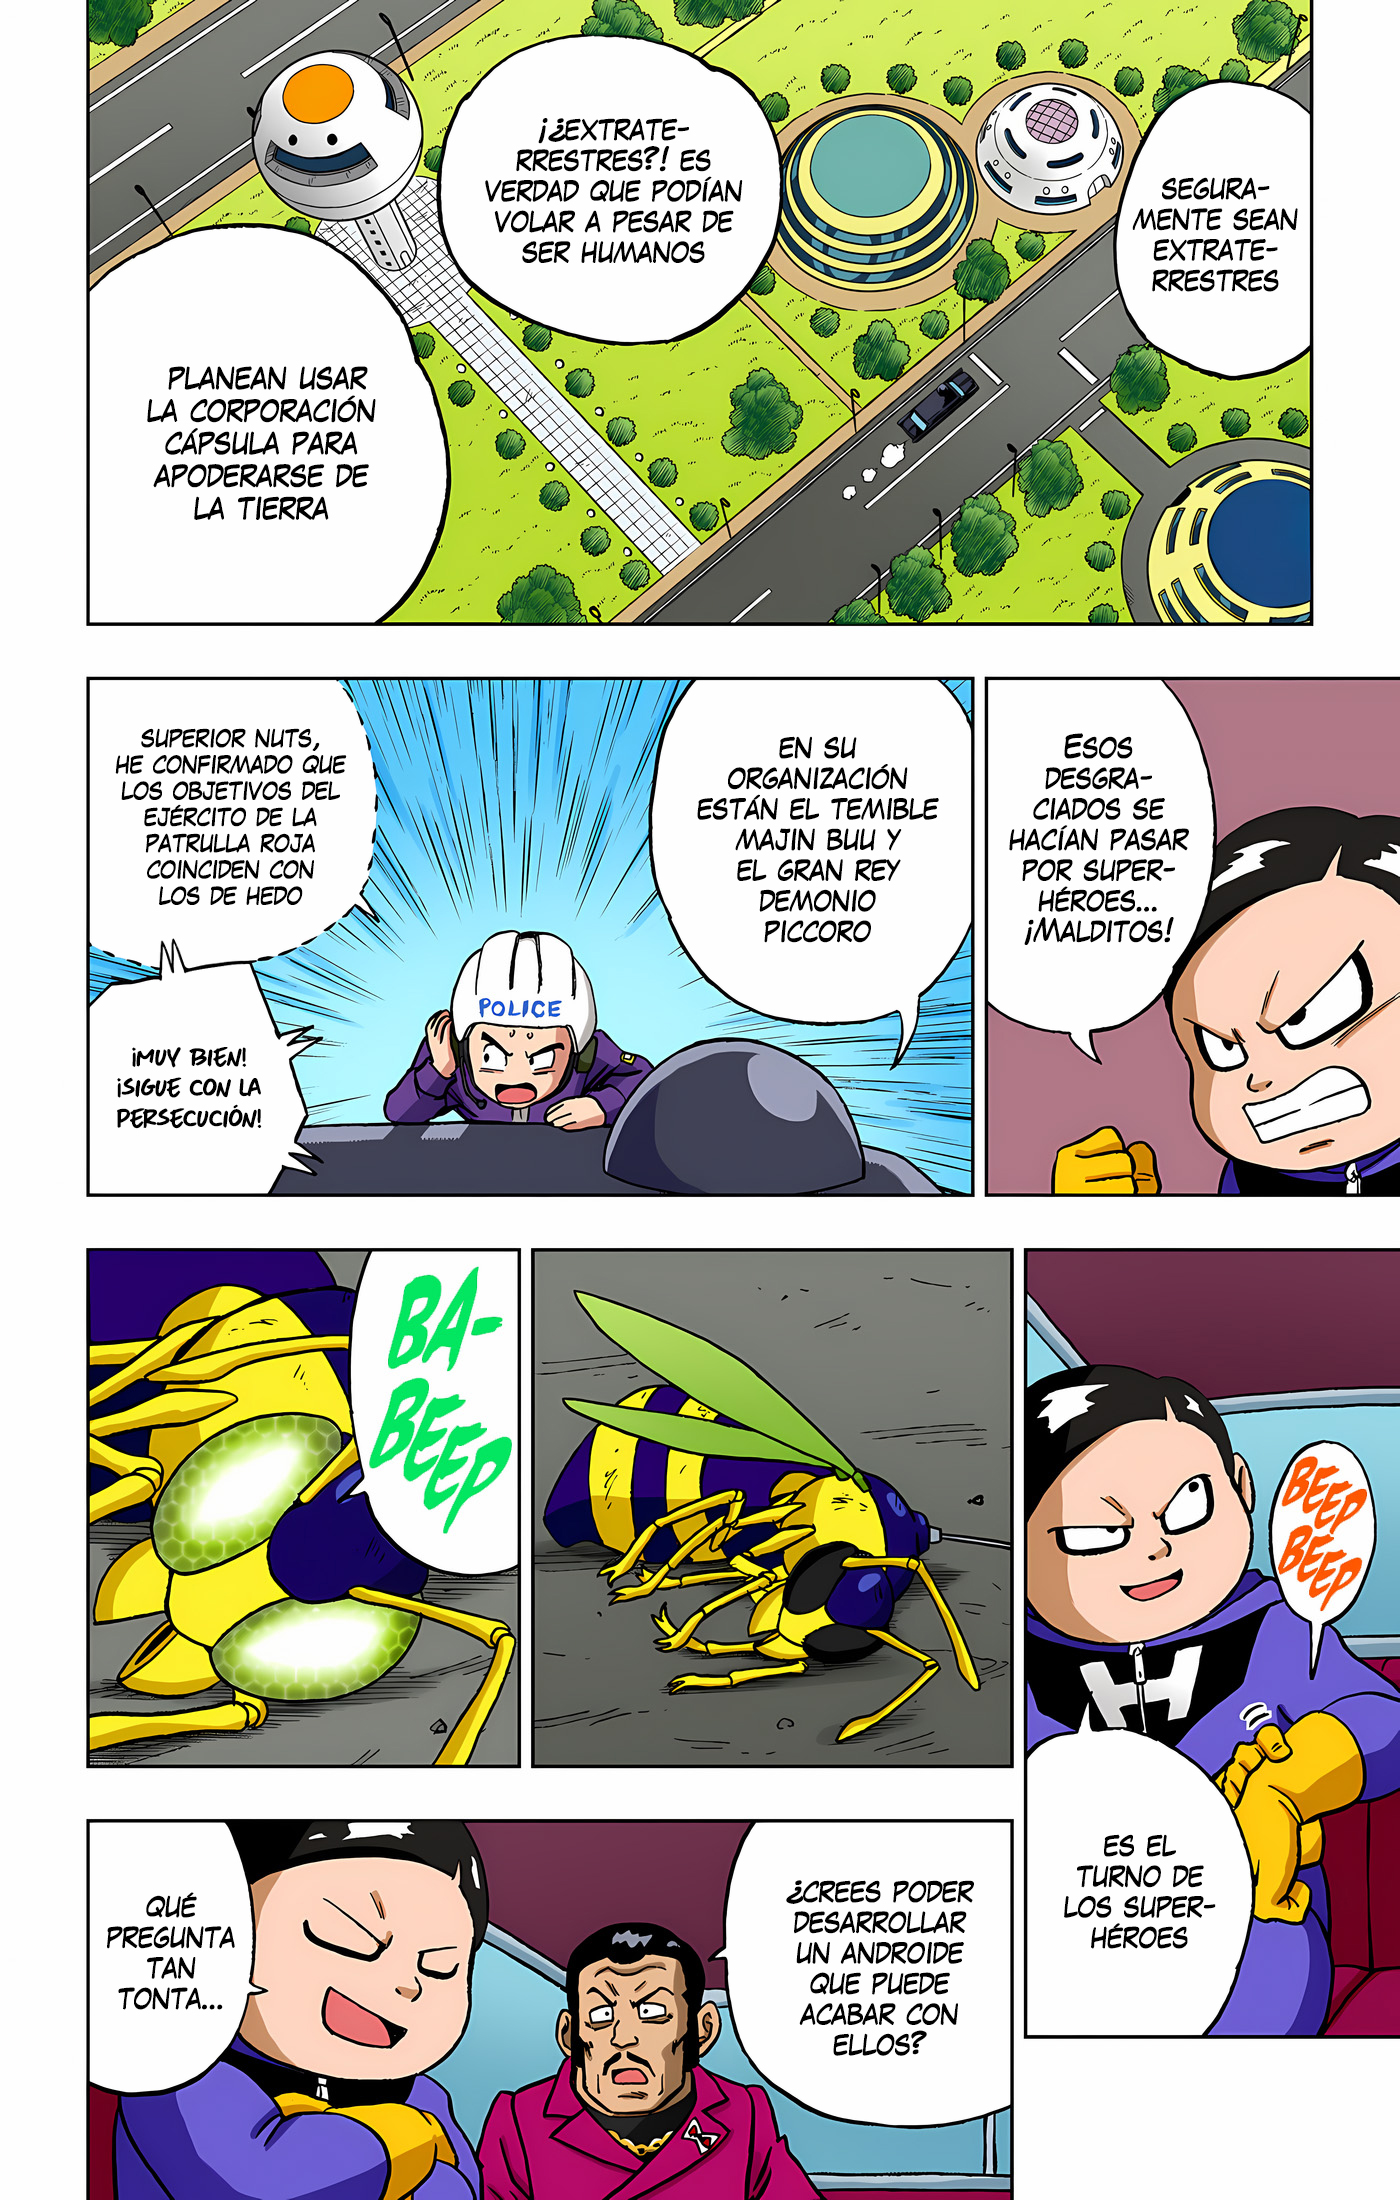 SEGURA-
MENTE SEAN
EXTRATE-
RRESTRES
¡¿EXTRATE-
RRESTRES?! ES
VERDAD QUE PODÍAN
VOLAR A PESAR DE
SER HUMANOS
PLANEAN USAR
LA CORPORACIÓN
CÁPSULA PARA
APODERARSE DE
LA TIERRA
ESOS
DESGRA-
CIADOS SE
HACÍAN PASAR
POR SUPER-
HÉROES...
¡MALDITOS!
EN SU
ORGANIZACIÓN
ESTÁN EL TEMIBLE
MAJIN BUU Y
EL GRAN REY
DEMONIO
PICCORO
POLICE
SUPERIOR NUTS,
HE CONFIRMADO QUE
LOS OBJETIVOS DEL
EJÉRCITO DE LA
PATRULLA ROJA
COINCIDEN CON
LOS DE HEDO
¡MUY BIEN!
¡SIGUE CON LA
PERSECUCIÓN!
BEEP
BEEP
H
ES EL
TURNO DE
LOS SUPER-
HÉROES
BA-
BEEP
¿CREES PODER
DESARROLLAR
UN ANDROIDE
QUE PUEDE
ACABAR CON
ELLOS?
QUÉ
PREGUNTA
TAN
TONTA...